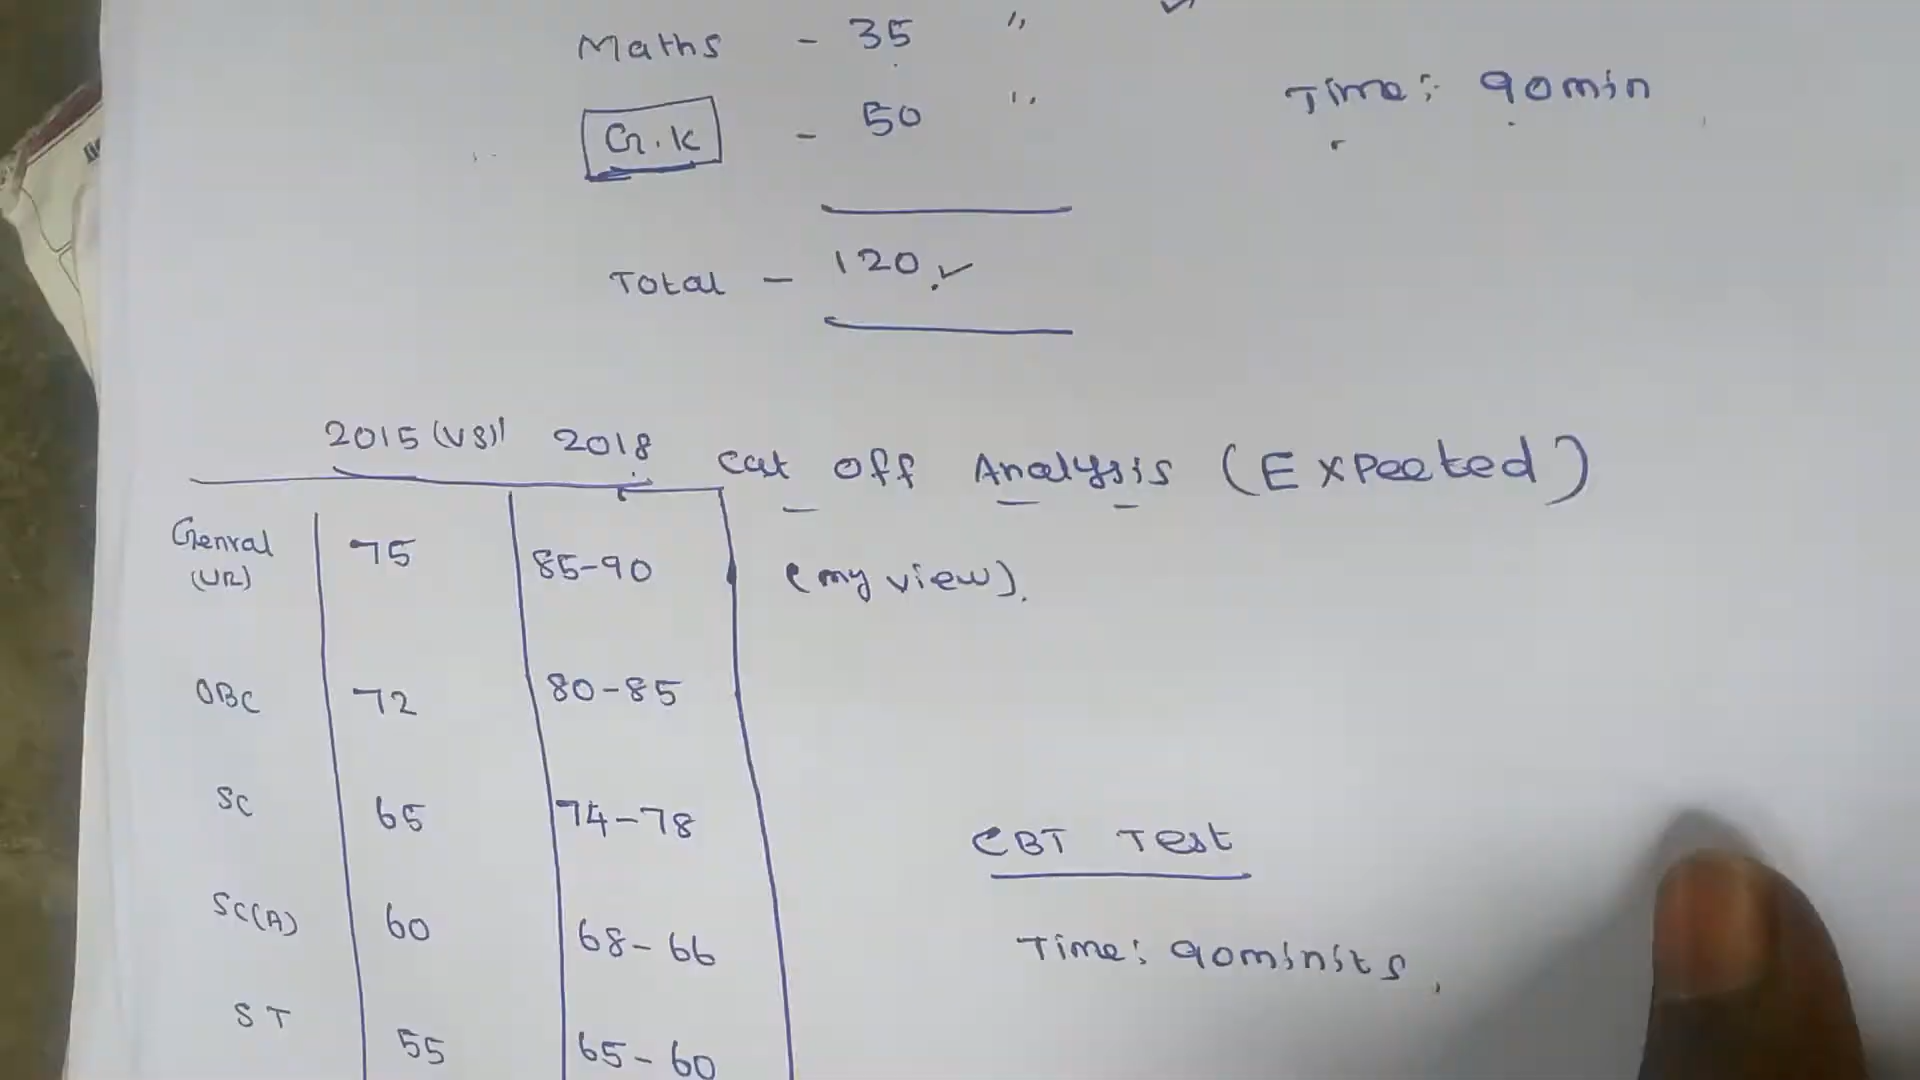 Maths - 35 "
G.K - 50 "
Time: 90min
Total - 120
2015 (VS) 2018
Cut Off Analysis (Expected)
(my view).
Genral (UR) 75 85-90
OBC 72 80-85
SC 65 74-78
SC(A) 60 68-66
ST 55 65-60
CBT Test
Time: 90minits.